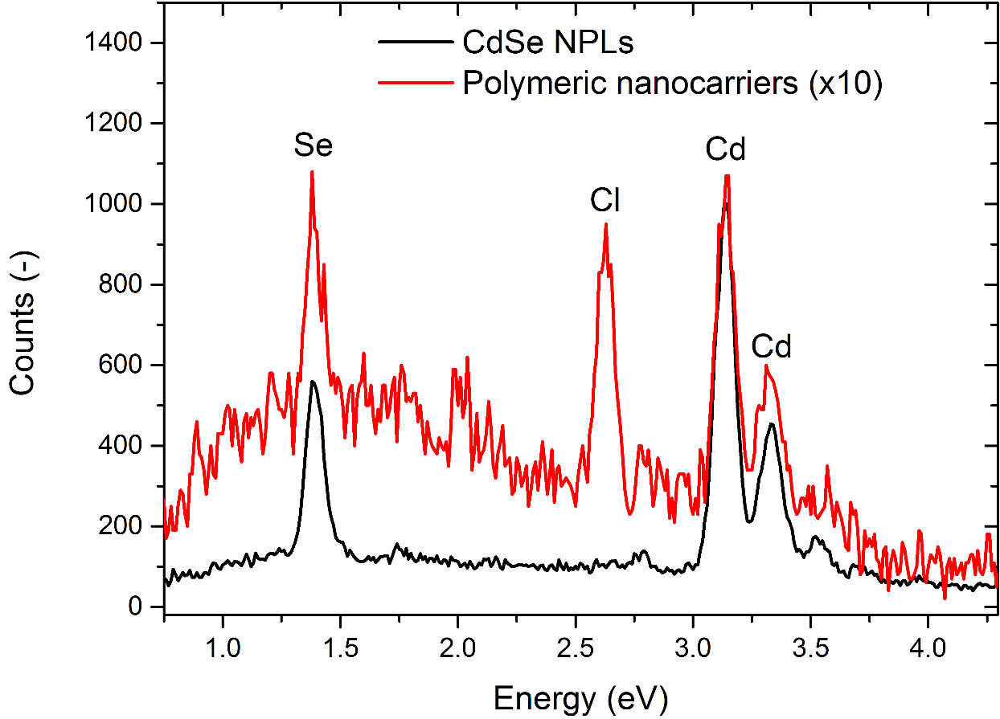 CdSe NPLs
Polymeric nanocarriers (x10)
Se
Cl
Cd
Cd
1400
1200
1000
800
600
400
200
0
Counts (-)
1.0 1.5 2.0 2.5 3.0 3.5 4.0
Energy (eV)